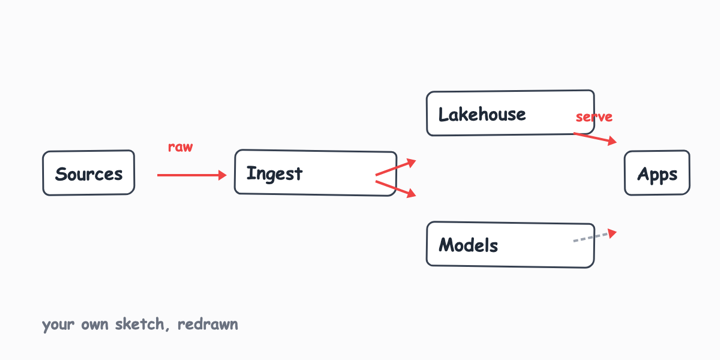 Lakehouse
serve
raw
Sources
Ingest
Apps
Models
your own sketch, redrawn